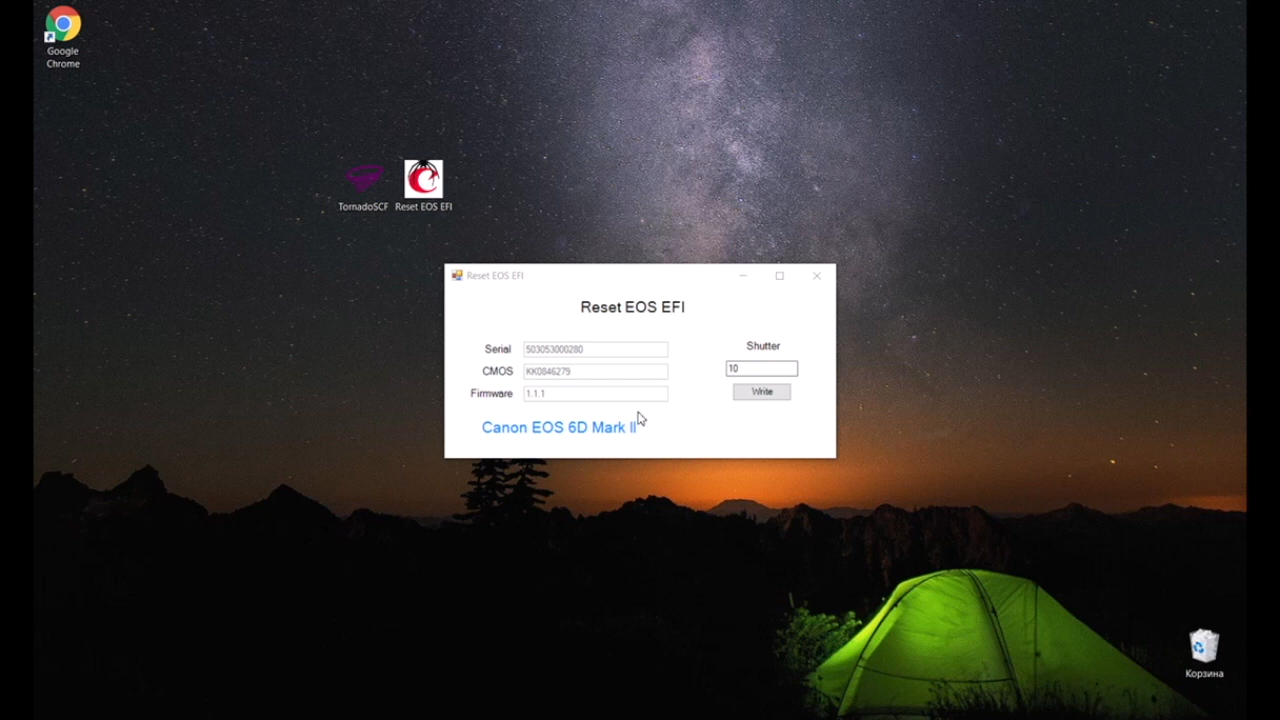 Google
Chrome
TornadoSCF
Reset EOS EFI
Reset EOS EFI
Reset EOS EFI
Serial
503053000280
CMOS
KK0846279
Firmware
1.1.1
Canon EOS 6D Mark II
Shutter
10
Write
Корзина